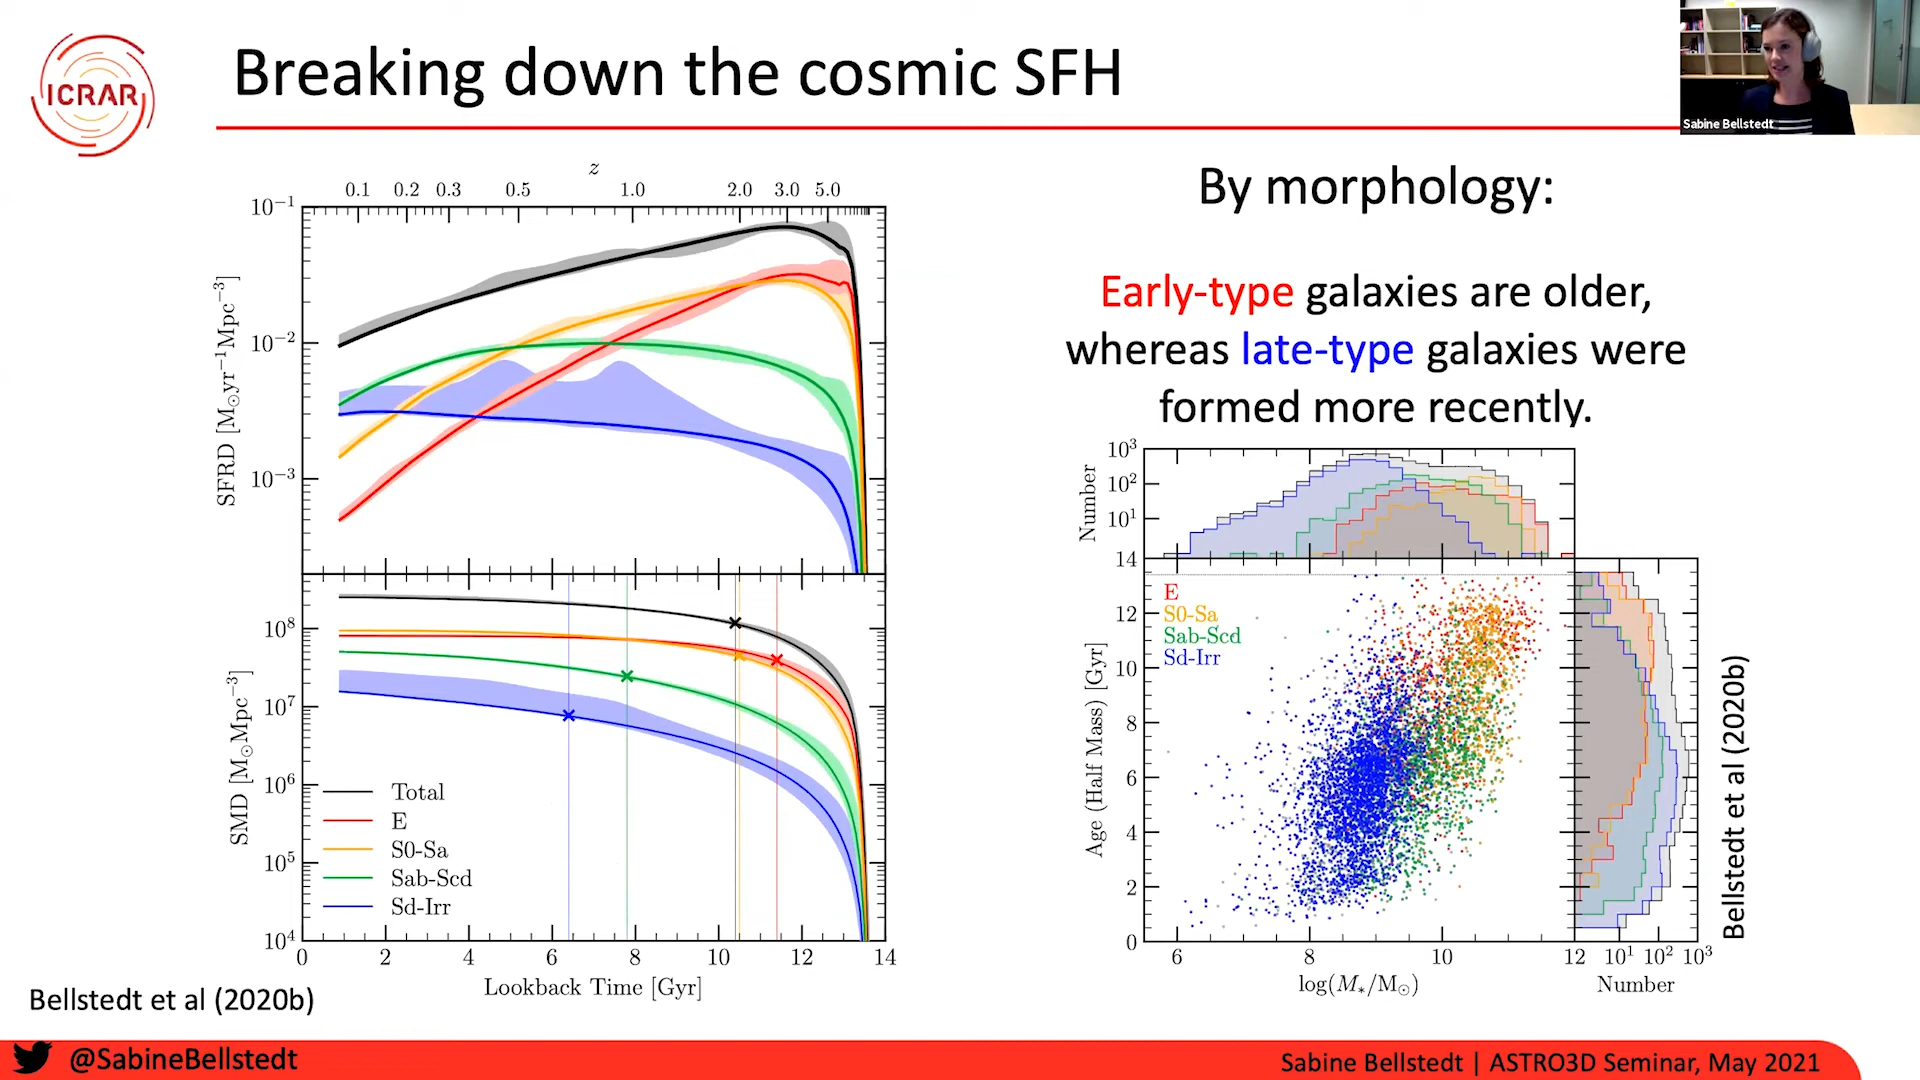 ICRAR
Breaking down the cosmic SFH
Sabine Bellstedt
By morphology:
Early-type galaxies are older,
whereas late-type galaxies were
formed more recently.
z
0.1 0.2 0.3 0.5 1.0 2.0 3.0 5.0
10⁻¹
10⁻²
10⁻³
SFRD [M⊙yr⁻¹Mpc⁻³]
10⁸
10⁷
10⁶
10⁵
10⁴
SMD [M⊙Mpc⁻³]
Total
E
S0-Sa
Sab-Scd
Sd-Irr
0 2 4 6 8 10 12 14
Lookback Time [Gyr]
Bellstedt et al (2020b)
10³
10²
10¹
Number
14
12
10
8
6
4
2
0
Age (Half Mass) [Gyr]
E
S0-Sa
Sab-Scd
Sd-Irr
6 8 10 12
log(M*/M⊙)
10¹ 10² 10³
Number
Bellstedt et al (2020b)
@SabineBellstedt
Sabine Bellstedt | ASTRO3D Seminar, May 2021